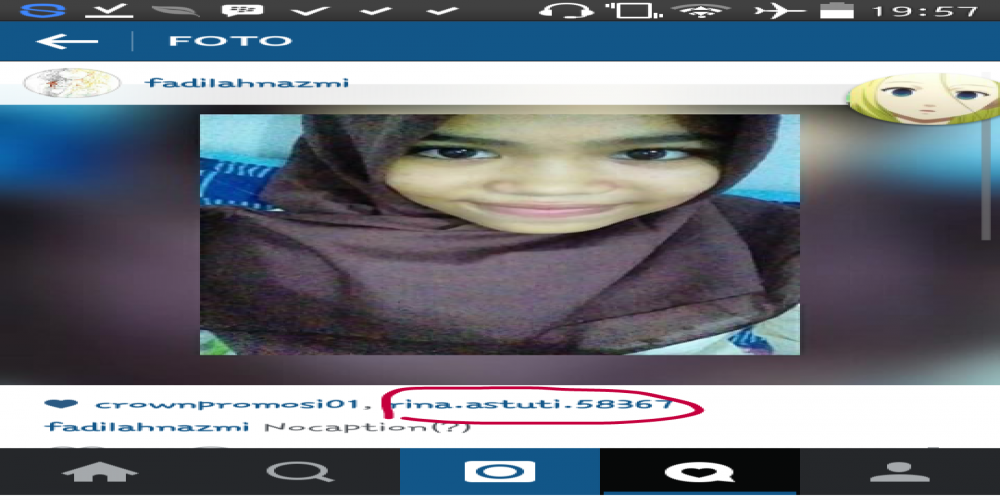 19:57
FOTO
fadilahnazmi
crownpromosi01, rina.astuti.58367
fadilahnazmi Nocaption(?)